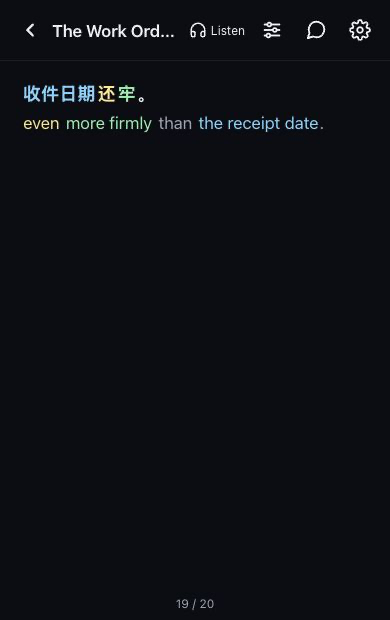 The Work Ord... Listen
收件日期还牢。
even more firmly than the receipt date.
19 / 20